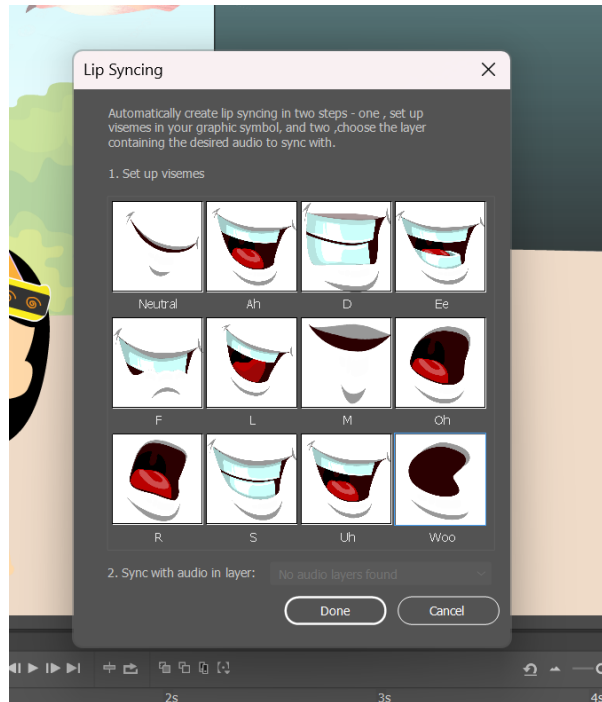 Lip Syncing
Automatically create lip syncing in two steps - one , set up
visemes in your graphic symbol, and two ,choose the layer
containing the desired audio to sync with.
1. Set up visemes
Neutral Ah D Ee
F L M Oh
R S Uh Woo
2. Sync with audio in layer: No audio layers found
Done Cancel
2s 3s 4s